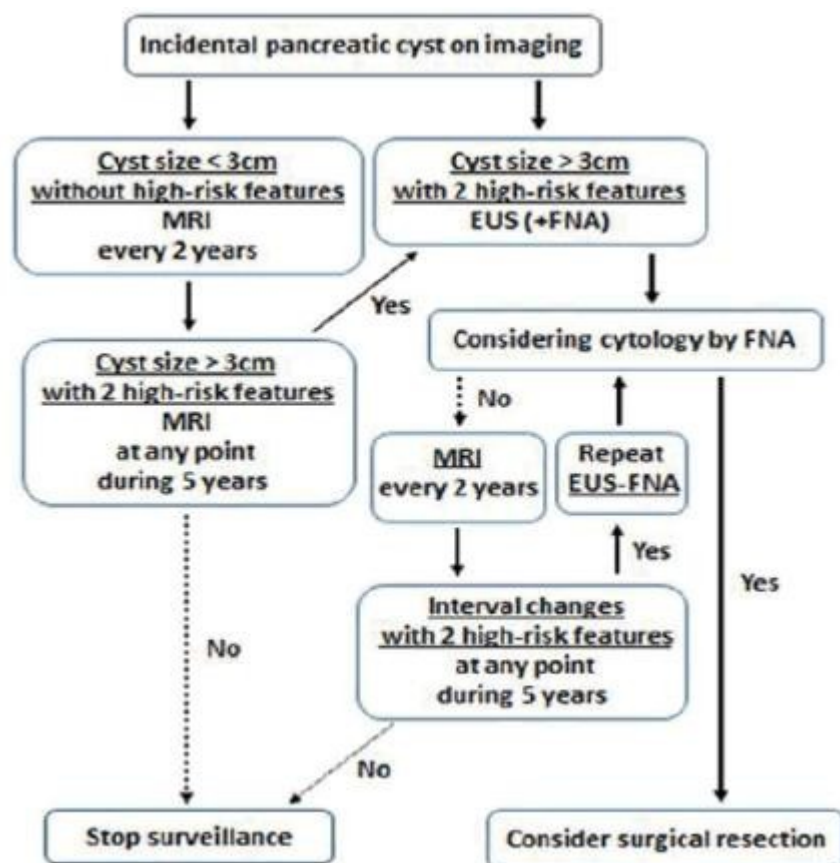 Incidental pancreatic cyst on imaging
Cyst size < 3cm
without high-risk features
MRI
every 2 years
Cyst size > 3cm
with 2 high-risk features
EUS (+FNA)
Yes
Considering cytology by FNA
Cyst size > 3cm
with 2 high-risk features
MRI
at any point
during 5 years
No
MRI
every 2 years
Repeat
EUS-FNA
Yes
Yes
Interval changes
with 2 high-risk features
at any point
during 5 years
No
No
Stop surveillance
Consider surgical resection